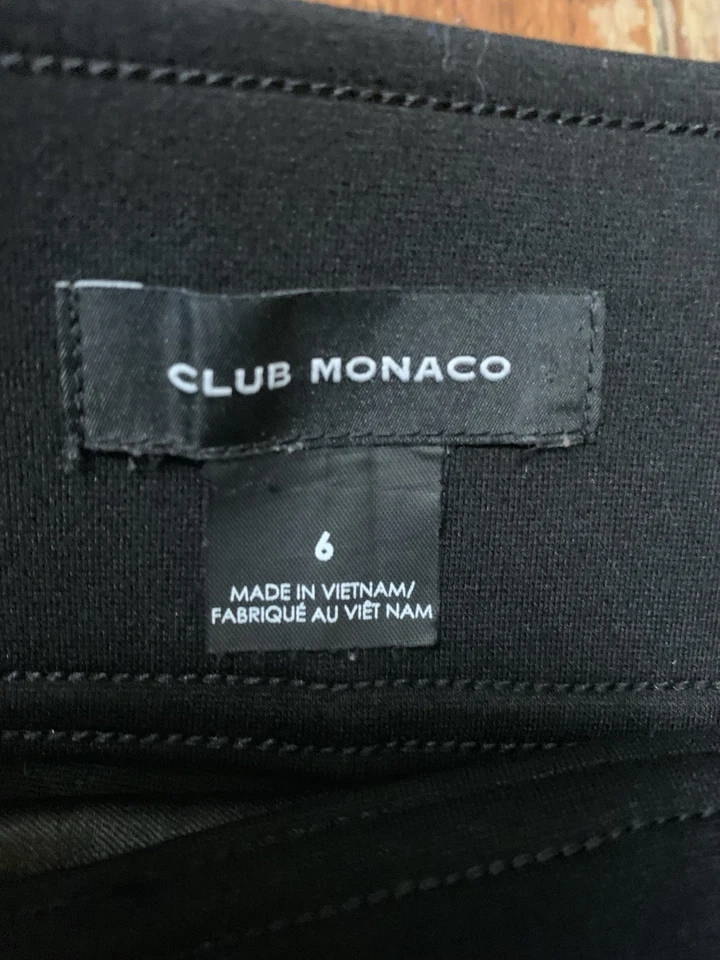 CLUB MONACO
6
MADE IN VIETNAM/
FABRIQUÉ AU VIÊT NAM